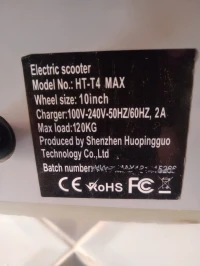 Electric scooter
Model No.: HT-T4 MAX
Wheel size: 10inch
Charger:100V-240V-50HZ/60HZ, 2A
Max load:120KG
Produced by Shenzhen Huopingguo
Technology Co.,Ltd
Batch number:
CE RoHS FC